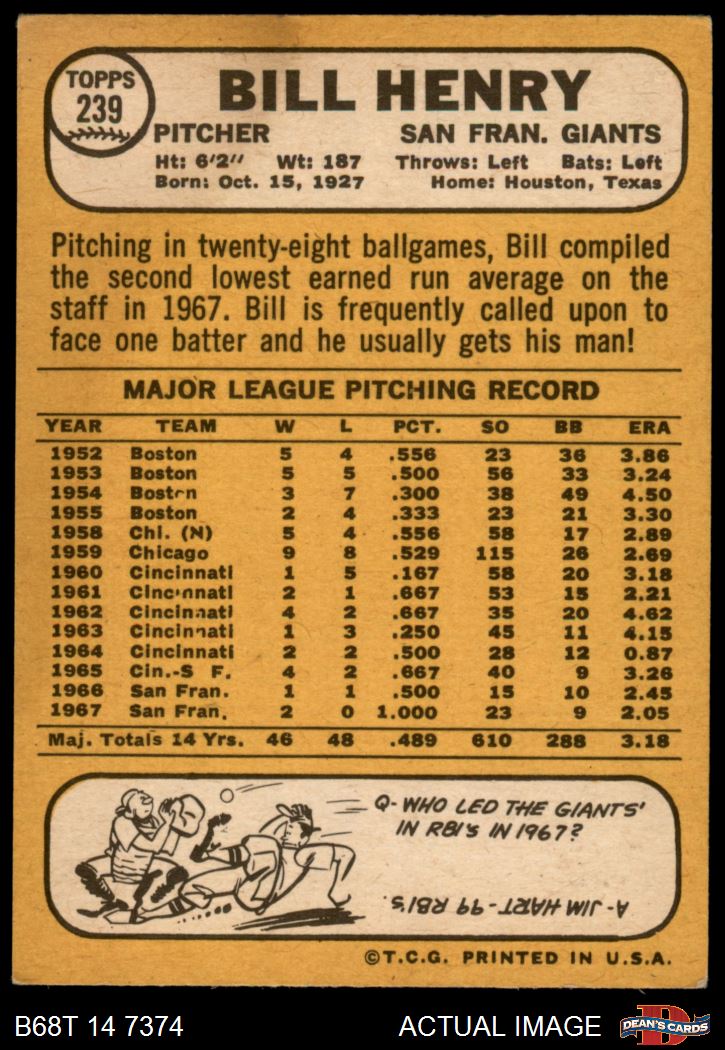 TOPPS
239
BILL HENRY
PITCHER SAN FRAN. GIANTS
Ht: 6'2" Wt: 187 Throws: Left Bats: Left
Born: Oct. 15, 1927 Home: Houston, Texas
Pitching in twenty-eight ballgames, Bill compiled
the second lowest earned run average on the
staff in 1967. Bill is frequently called upon to
face one batter and he usually gets his man!
MAJOR LEAGUE PITCHING RECORD
YEAR TEAM W L PCT. SO BB ERA
1952 Boston 5 4 .556 23 36 3.86
1953 Boston 5 5 .500 56 33 3.24
1954 Boston 3 7 .300 38 49 4.50
1955 Boston 2 4 .333 23 21 3.30
1958 Chi. (N) 5 4 .556 58 17 2.89
1959 Chicago 9 8 .529 115 26 2.69
1960 Cincinnati 1 5 .167 58 20 3.18
1961 Cincinnati 2 1 .667 53 15 2.21
1962 Cincinnati 4 2 .667 35 20 4.62
1963 Cincinnati 1 3 .250 45 11 4.15
1964 Cincinnati 2 2 .500 28 12 0.87
1965 Cin.-S F. 4 2 .667 40 9 3.26
1966 San Fran. 1 1 .500 15 10 2.45
1967 San Fran. 2 0 1.000 23 9 2.05
Maj. Totals 14 Yrs. 46 48 .489 610 288 3.18
Q-WHO LED THE GIANTS'
IN RBI'S IN 1967?
A-JIM HART-99 RBI'S.
©T.C.G. PRINTED IN U.S.A.
B68T 14 7374 ACTUAL IMAGE
D
DEAN'S CARDS